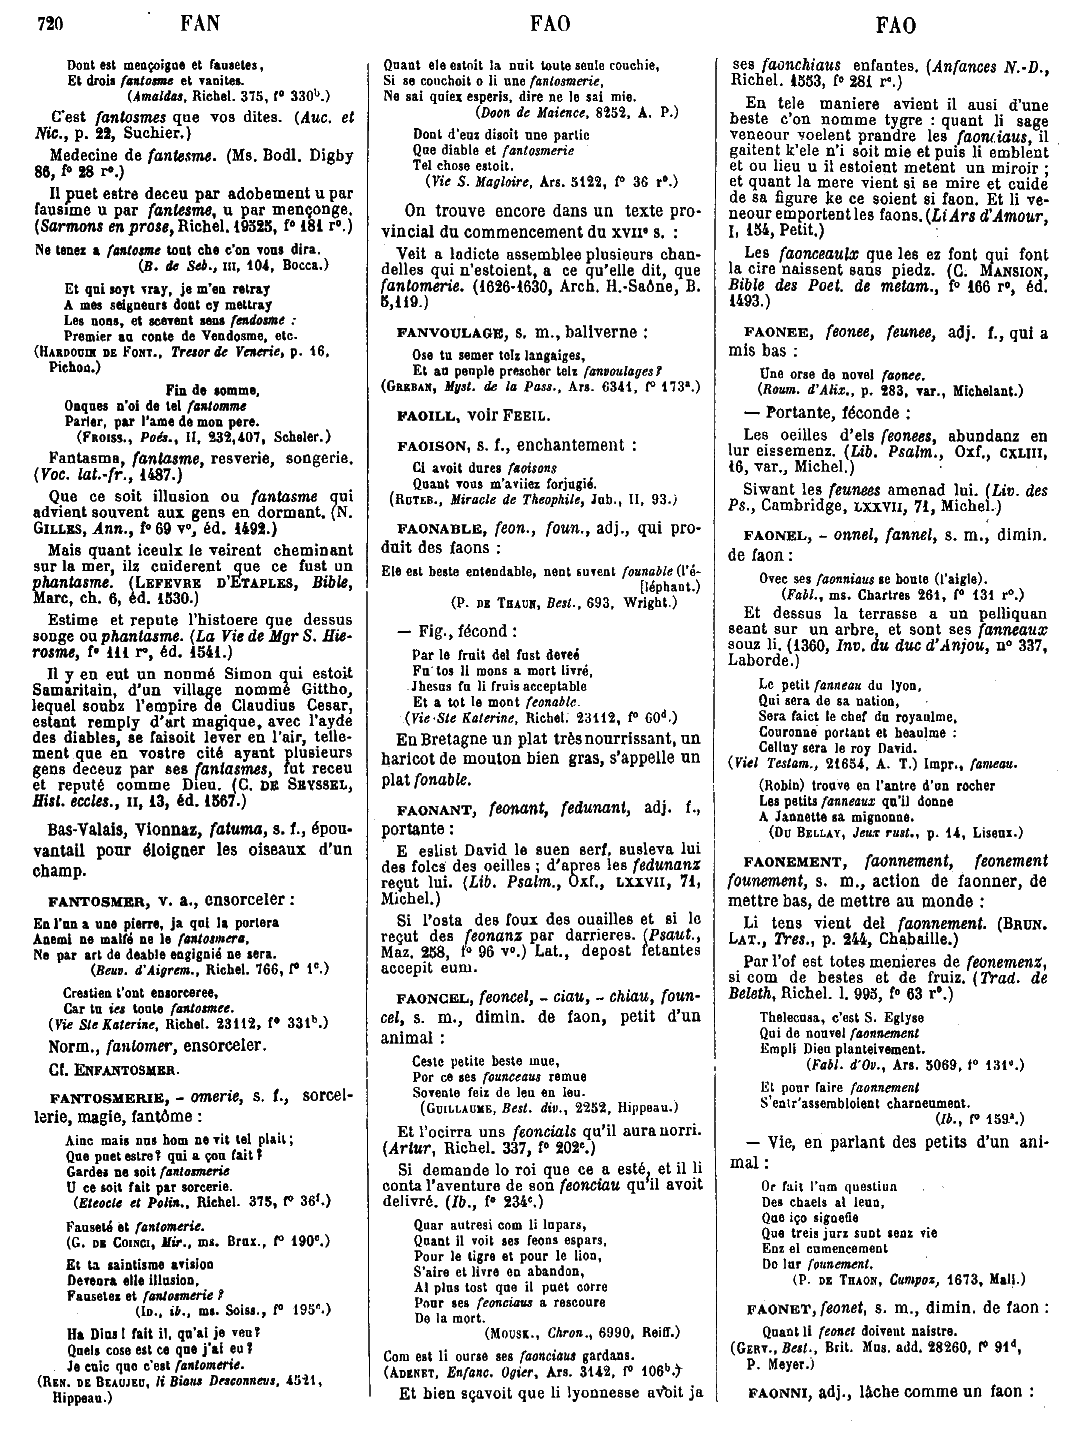 720 FAN FAO FAO
Dont est mençoigne et fausetes,
Et drois fantosme et vanites.
(Amaldas, Richel. 375, f° 330ᵇ.)
C'est fantosmes que vos dites. (Auc. et
Nic., p. 22, Suchier.)
Medecine de fantesme. (Ms. Bodl. Digby
86, f° 28 r°.)
Il puet estre deceu par adobement u par
fausime u par fantesme, u par mençonge.
(Sarmons en prose, Richel. 19525, f° 181 r°.)
Ne tenez a fantosme tout che c'on vous dira.
(B. de Seb., III, 104, Bocca.)
Et qui soyt vray, je m'en retray
A mes seigneurs dont cy mettray
Les nons, et scevent sens fendosme :
Premier au conte de Vendosme, etc.
(HARDOUIN DE FONT., Tresor de Venerie, p. 16,
Pichon.)
Fin de somme,
Onques n'oi de tel fantomme
Parler, par l'ame de mon pere.
(FROISS., Poés., II, 232,407, Scheler.)
Fantasma, fantasme, resverie, songerie.
(Voc. lat.-fr., 1487.)
Que ce soit illusion ou fantasme qui
advient souvent aux gens en dormant. (N.
GILLES, Ann., f° 69 v°, éd. 1492.)
Mais quant iceulx le veirent cheminant
sur la mer, ilz cuiderent que ce fust un
phantasme. (LEFEVRE D'ETAPLES, Bible,
Marc, ch. 6, éd. 1530.)
Estime et repute l'histoere que dessus
songe ou phantasme. (La Vie de Mgr S. Hie-
rosme, f° III r°, éd. 1541.)
Il y en eut un nonmé Simon qui estoit
Samaritain, d'un village nommé Gittho,
lequel soubz l'empire de Claudius Cesar,
estant remply d'art magique, avec l'ayde
des diables, se faisoit lever en l'air, telle-
ment que en vostre cité ayant plusieurs
gens deceuz par ses fantasmes, fut receu
et reputé comme Dieu. (C. DE SEYSSEL,
Hist. eccles., II, 13, éd. 1567.)
Bas-Valais, Vionnaz, fatuma, s. f., épou-
vantail pour éloigner les oiseaux d'un
champ.
FANTOSMER, v. a., ensorceler :
En l'un a une pierre, ja qui la portera
Anemi ne malfé ne le fantosmera,
Ne par art de deable engignié ne sera.
(Beuv. d'Aigrem., Richel. 766, f° 1ᶜ.)
Crestien t'ont ensorceree,
Car tu ies toute fantosmee.
(Vie Ste Katerine, Richel. 23112, f° 331ᵇ.)
Norm., fantomer, ensorceler.
Cf. ENFANTOSMER.
FANTOSMERIE, - omerie, s. f., sorcel-
lerie, magie, fantôme :
Ainc mais nus hom ne vit tel plait ;
Que puet estre? qui a çou fait ?
Gardes ne soit fantosmerie
U ce soit fait par sorcerie.
(Eteocle et Polin., Richel. 375, f° 36ᶠ.)
Fauseté et fantomerie.
(G. DE COINCI, Mir., ms. Brux., f° 190ᶜ.)
Et ta saintisme avision
Devenra elle illusion,
Fausetez et fantosmerie ?
(ID., ib., ms. Soiss., f° 195ᶜ.)
Ha Dius ! fait il, qu'ai je veu?
Quels cose est ce que j'ai eu ?
Je cuic que c'est fantomerie.
(REN. DE BEAUJEU, li Biaus Desconneus, 4521,
Hippeau.)
Quant ele estoit la nuit toute seule couchie,
Si se couchoit o li une fantosmerie,
Ne sai quiex esperis, dire ne le sai mie.
(Doon de Maience, 8252, A. P.)
Dont d'eus disoit une partie
Que diable et fantosmerie
Tel chose estoit.
(Vie S. Magloire, Ars. 5122, f° 36 r°.)
On trouve encore dans un texte pro-
vincial du commencement du XVIIᵉ s. :
Veit a ladicte assemblee plusieurs chan-
delles qui n'estoient, a ce qu'elle dit, que
fantomerie. (1626-1630, Arch. H.-Saône, B.
5,119.)
FANVOULAGE, s. m., baliverne :
Ose tu semer telz langaiges,
Et au peuple prescher telz fanvoulages?
(GREBAN, Myst. de la Pass., Ars. 6341, f° 173ᵃ.)
FAOILL, voir FEEIL.
FAOISON, s. f., enchantement :
Ci avoit dures faoisons
Quant vous m'aviiez forjugié.
(RUTEB., Miracle de Theophile, Jub., II, 93.)
FAONABLE, feon., foun., adj., qui pro-
duit des faons :
Ele est beste entendable, nent suvent founable (l'é-
[léphant.)
(P. DE THAUN, Best., 693, Wright.)
— Fig., fécond :
Par le fruit del fust deveé
Fu tos li mons a mort livré,
Jhesus fu li fruis acceptable
Et a tot le mont feonable.
(Vie Ste Katerine, Richel. 23112, f° 60ᵈ.)
En Bretagne un plat très nourrissant, un
haricot de mouton bien gras, s'appelle un
plat fonable.
FAONANT, feonant, fedunant, adj. f.,
portante :
E eslist David le suen serf, susleva lui
des folcs des oeilles ; d'apres les fedunanz
reçut lui. (Lib. Psalm., Oxf., LXXVII, 71,
Michel.)
Si l'osta des foux des ouailles et si le
reçut des feonanz par darrieres. (Psaut.,
Maz. 258, f° 96 v°.) Lat., depost fetantes
accepit eum.
FAONCEL, feoncel, - ciau, - chiau, foun-
cel, s. m., dimin. de faon, petit d'un
animal :
Ceste petite beste mue,
Por ce ses founceaus remue
Sovente feiz de leu en leu.
(GUILLAUME, Best. div., 2252, Hippeau.)
Et l'ocirra uns feoncials qu'il aura norri.
(Artur, Richel. 337, f° 202ᶜ.)
Si demande lo roi que ce a esté, et il li
conta l'aventure de son feonciau qu'il avoit
delivré. (Ib., f° 234ᶜ.)
Quar autresi com li lupars,
Quant il voit ses feons espars,
Pour le tigre et pour le lion,
S'aire et livre en abandon,
Al plus tost que il puet corre
Pour ses feonciaus a rescoure
De la mort.
(MOUSK., Chron., 6990, Reiff.)
Com est li ourse ses faonciaus gardans.
(ADENET, Enfanc. Ogier, Ars. 3142, f° 106ᵇ.)
Et bien sçavoit que li lyonnesse avoit ja
ses faonchiaus enfantes. (Anfances N.-D.,
Richel. 1553, f° 281 r°.)
En tele maniere avient il ausi d'une
beste c'on nomme tygre : quant li sage
veneour voelent prandre les faonciaus, il
gaitent k'ele n'i soit mie et puis li emblent
et ou lieu u il estoient metent un miroir ;
et quant la mere vient si se mire et cuide
de sa figure ke ce soient si faon. Et li ve-
neour emportent les faons. (Li Ars d'Amour,
I, 154, Petit.)
Les faonceaulx que les ez font qui font
la cire naissent sans piedz. (C. MANSION,
Bible des Poet. de metam., f° 166 r°, éd.
1493.)
FAONEE, feonee, feunee, adj. f., qui a
mis bas :
Une orse de novel faonee.
(Roum. d'Alix., p. 283, var., Michelant.)
— Portante, féconde :
Les oeilles d'els feonees, abundanz en
lur eissemenz. (Lib. Psalm., Oxf., CXLIII,
16, var., Michel.)
Siwant les feunees amenad lui. (Liv. des
Ps., Cambridge, LXXVII, 71, Michel.)
FAONEL, - onnel, fannel, s. m., dimin.
de faon :
Ovec ses faonniaus se boute (l'aigle).
(Fabl., ms. Chartres 261, f° 131 r°.)
Et dessus la terrasse a un pelliquan
seant sur un arbre, et sont ses fanneaux
souz li. (1360, Inv. du duc d'Anjou, n° 337,
Laborde.)
Le petit fanneau du lyon,
Qui sera de sa nation,
Sera faict le chef du royaulme,
Couronne portant et heaulme :
Celluy sera le roy David.
(Viel Testam., 21654, A. T.) Impr., fameau.
(Robin) trouve en l'antre d'un rocher
Les petits fanneaux qu'il donne
A Jannette sa mignonne.
(DU BELLAY, Jeux rust., p. 14, Liseux.)
FAONEMENT, faonnement, feonement
founement, s. m., action de faonner, de
mettre bas, de mettre au monde :
Li tens vient del faonnement. (BRUN.
LAT., Tres., p. 244, Chabaille.)
Par l'of est totes menieres de feonemenz,
si com de bestes et de fruiz. (Trad. de
Beleth, Richel. l. 995, f° 63 r°.)
Thelecusa, c'est S. Eglyse
Qui de nouvel faonnement
Empli Dieu planteivement.
(Fabl. d'Ov., Ars. 5069, f° 131ᵉ.)
Et pour faire faonnement
S'entr'assembloient charneument.
(Ib., f° 159ᵃ.)
— Vie, en parlant des petits d'un ani-
mal :
Or fait l'um questiun
Des chaels al leun,
Que iço signefie
Que treis jurz sunt senz vie
Enz el cumencement
De lur founement.
(P. DE THAON, Cumpoz, 1673, Mall.)
FAONET, feonet, s. m., dimin. de faon :
Quant li feonet doivent naistre.
(GERV., Best., Brit. Mus. add. 28260, f° 91ᵈ,
P. Meyer.)
FAONNI, adj., lâche comme un faon :